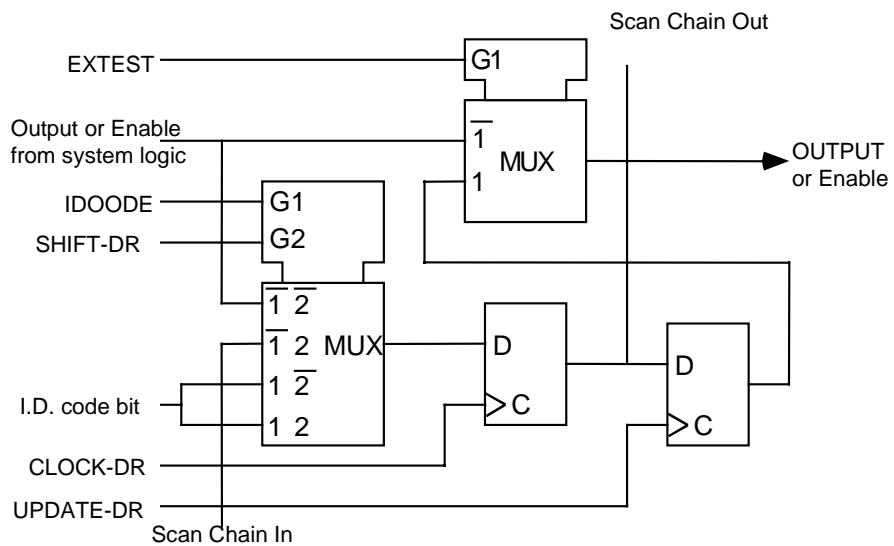 Scan Chain Out
EXTEST
G1
Output or Enable
from system logic
1
1
MUX
OUTPUT
or Enable
IDOODE
G1
SHIFT-DR
G2
1 2
1 2
MUX
1 2
1 2
I.D. code bit
D
C
D
C
CLOCK-DR
UPDATE-DR
Scan Chain In